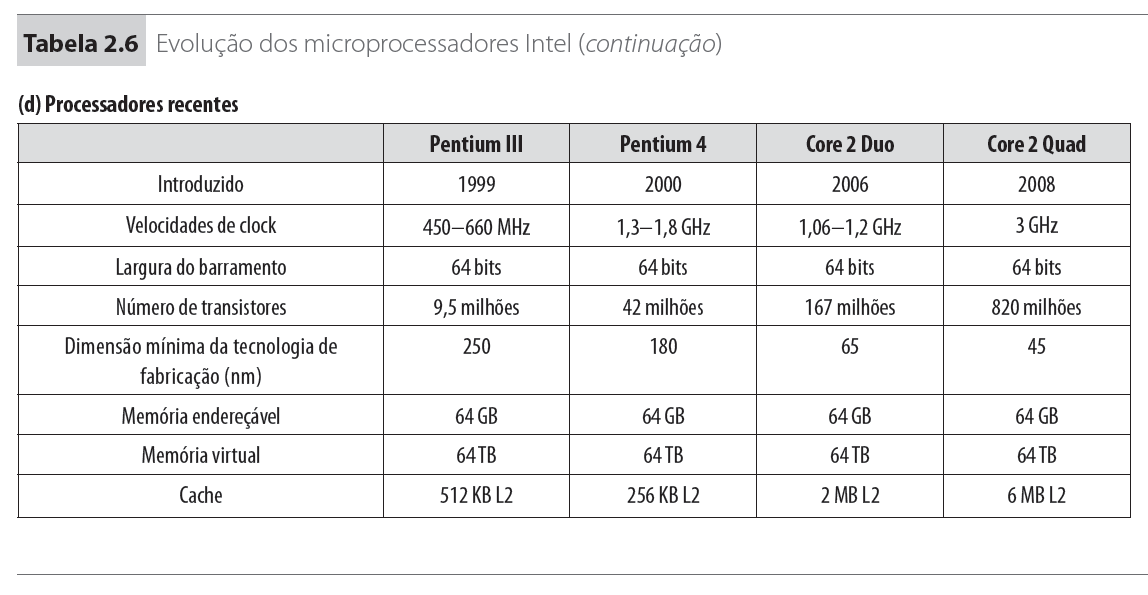 Tabela 2.6 Evolução dos microprocessadores Intel (continuação)
(d) Processadores recentes
Pentium III Pentium 4 Core 2 Duo Core 2 Quad
Introduzido 1999 2000 2006 2008
Velocidades de clock 450–660 MHz 1,3–1,8 GHz 1,06–1,2 GHz 3 GHz
Largura do barramento 64 bits 64 bits 64 bits 64 bits
Número de transistores 9,5 milhões 42 milhões 167 milhões 820 milhões
Dimensão mínima da tecnologia de 250 180 65 45
fabricação (nm)
Memória endereçável 64 GB 64 GB 64 GB 64 GB
Memória virtual 64 TB 64 TB 64 TB 64 TB
Cache 512 KB L2 256 KB L2 2 MB L2 6 MB L2